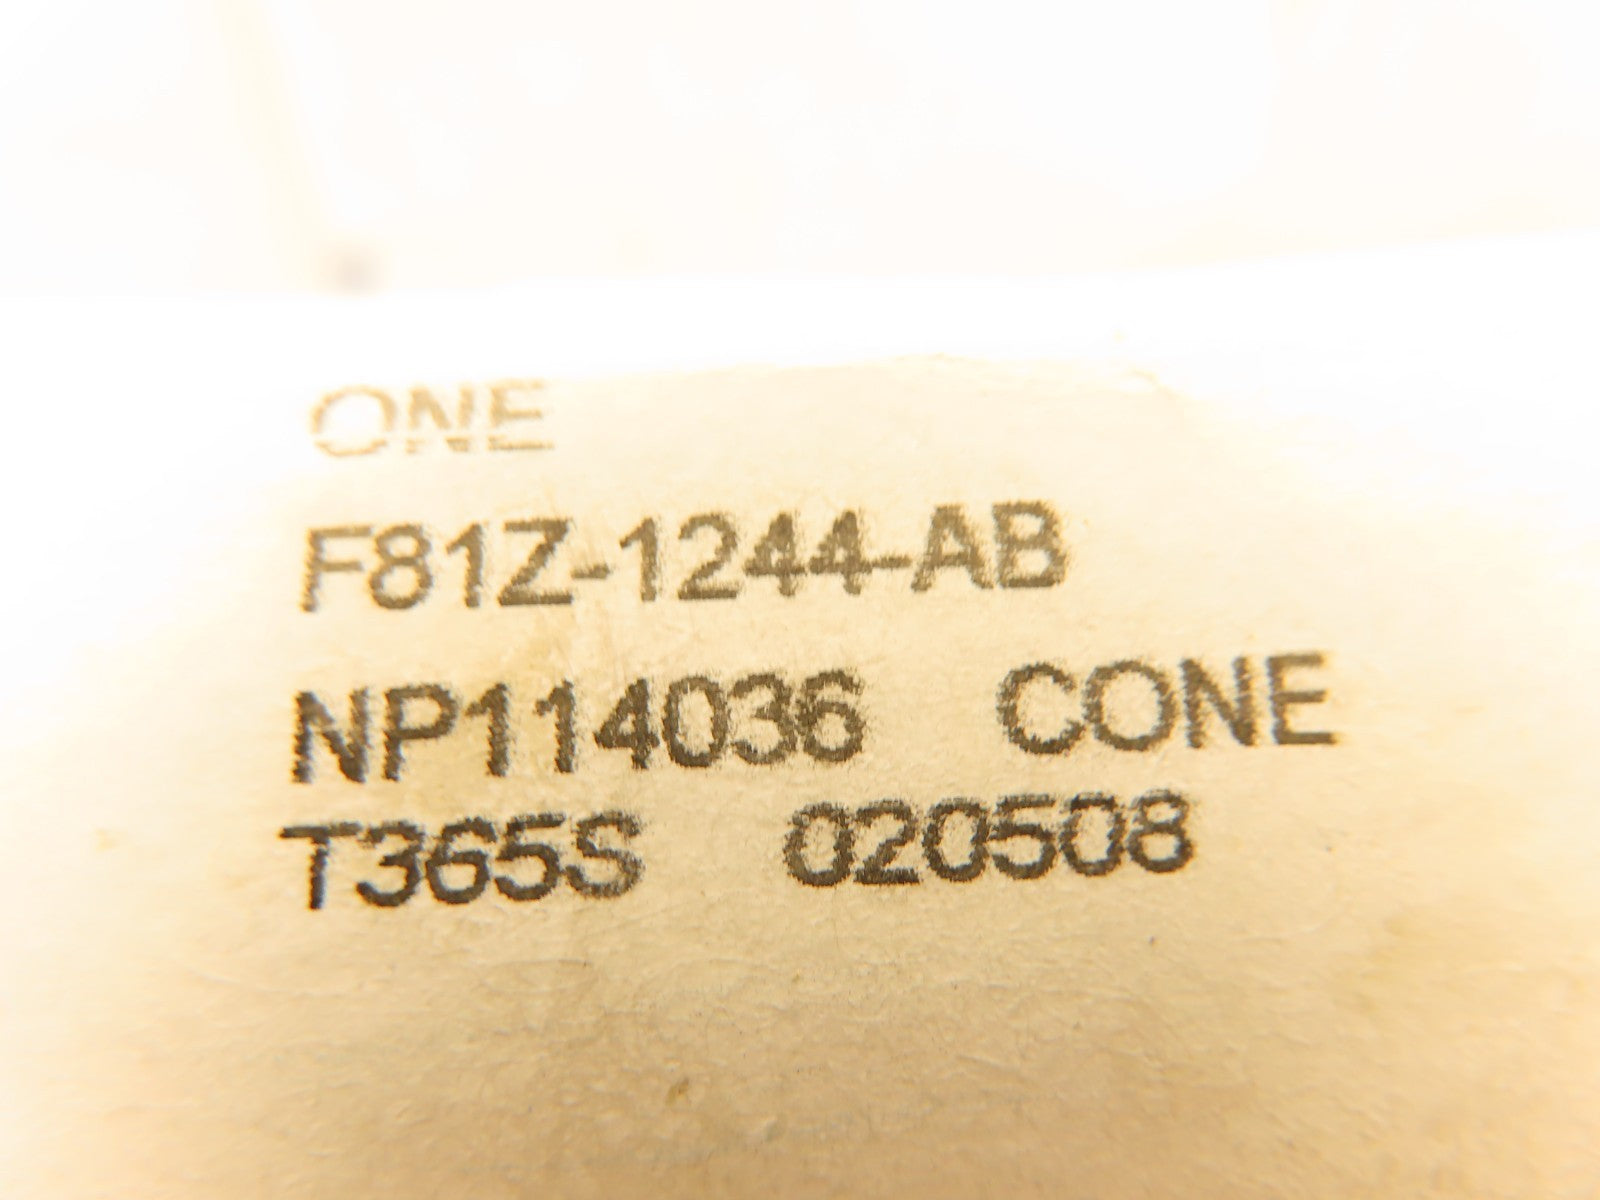 ONE
F81Z-1244-AB
NP114036 CONE
T365S 020508